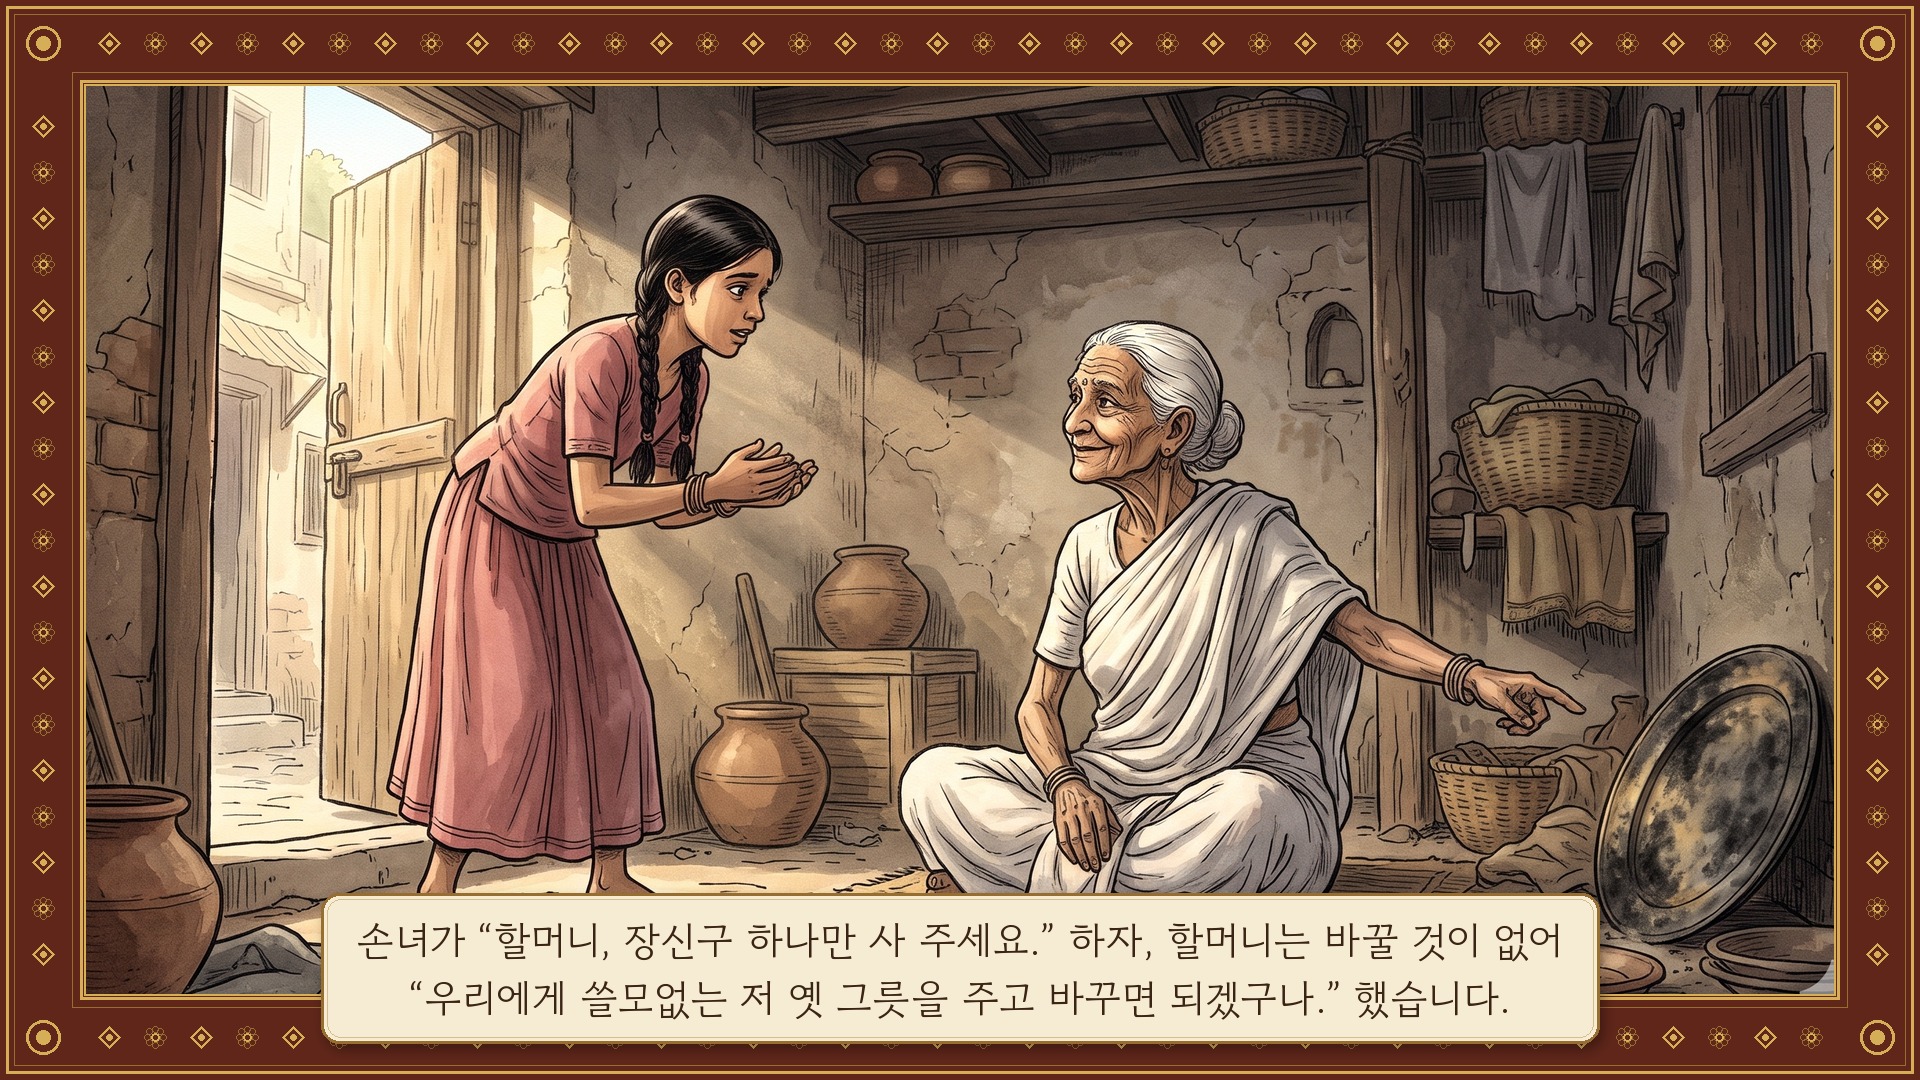 손녀가 “할머니, 장신구 하나만 사 주세요.” 하자, 할머니는 바꿀 것이 없어
“우리에게 쓸모없는 저 옛 그릇을 주고 바꾸면 되겠구나.” 했습니다.